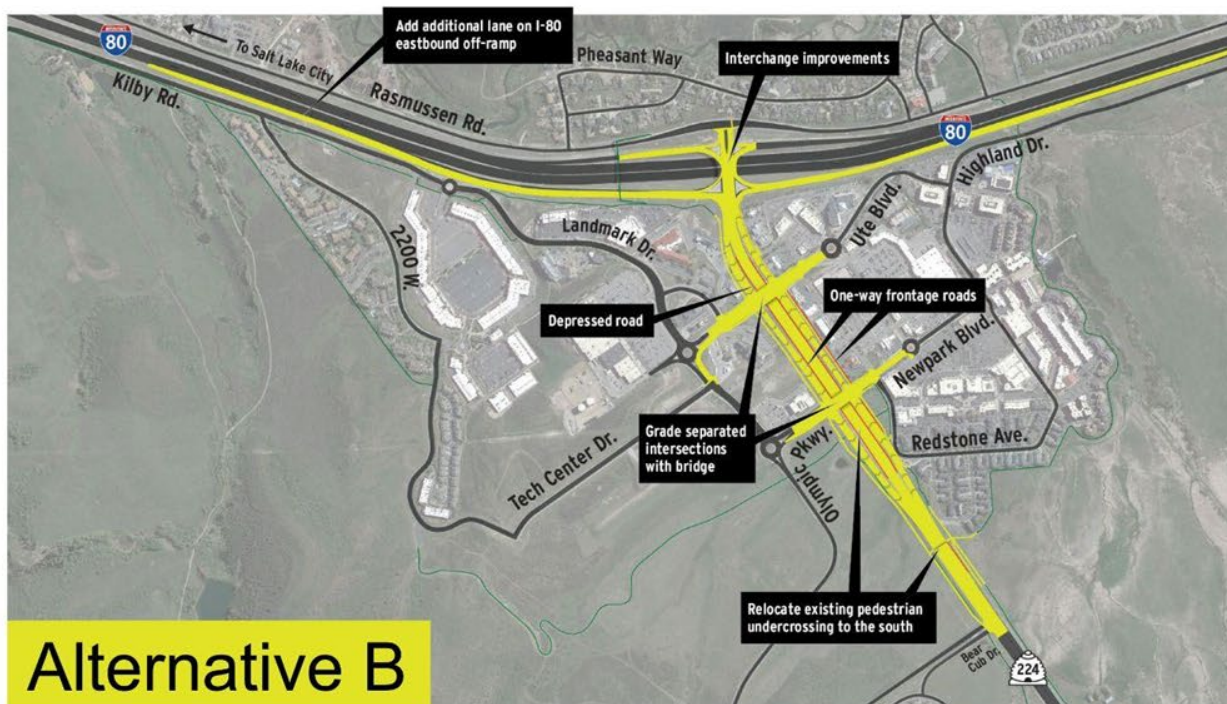 80
To Salt Lake City
Add additional lane on I-80
eastbound off-ramp
Kilby Rd.
Rasmussen Rd.
Pheasant Way
Interchange improvements
80
Highland Dr.
2200 W.
Landmark Dr.
Ute Blvd.
Depressed road
One-way frontage roads
Newpark Blvd.
Grade separated
intersections
with bridge
Tech Center Dr.
Olympic Pkwy.
Redstone Ave.
Relocate existing pedestrian
undercrossing to the south
Bear
Cub Dr.
224
Alternative B